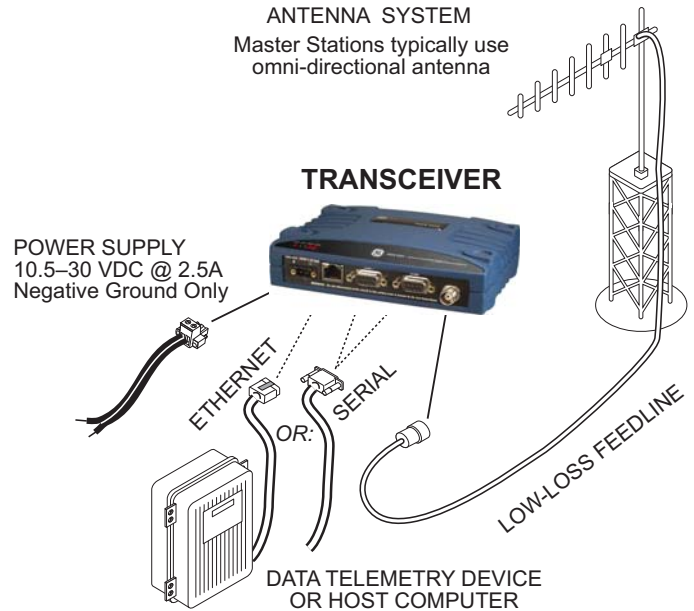 ANTENNA SYSTEM
Master Stations typically use
omni-directional antenna
TRANSCEIVER
POWER SUPPLY
10.5–30 VDC @ 2.5A
Negative Ground Only
ETHERNET
OR:
SERIAL
LOW-LOSS FEEDLINE
DATA TELEMETRY DEVICE
OR HOST COMPUTER